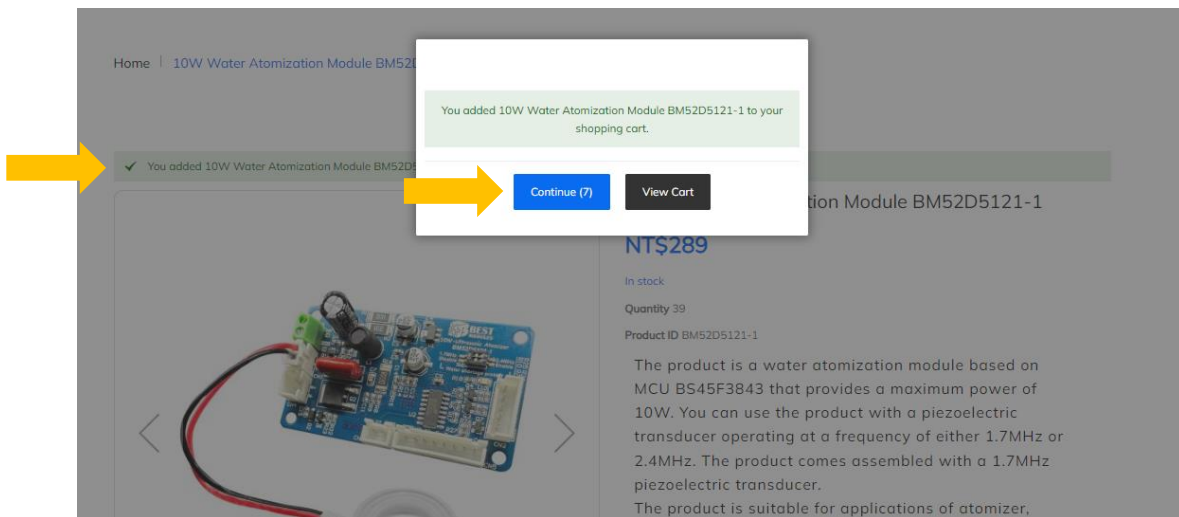 Home
10W Water Atomization Module BM52
You added 10W Water Atomization Module BM52D5121-1 to your
shopping cart.
You added 10W Water Atomization Module BM52D5
Continue (7)
View Cart
tion Module BM52D5121-1
NT$289
In stock
Quantity 39
Product ID BM52D5121-1
The product is a water atomization module based on
MCU BS45F3843 that provides a maximum power of
10W. You can use the product with a piezoelectric
transducer operating at a frequency of either 1.7MHz or
2.4MHz. The product comes assembled with a 1.7MHz
piezoelectric transducer.
The product is suitable for applications of atomizer,
BEST